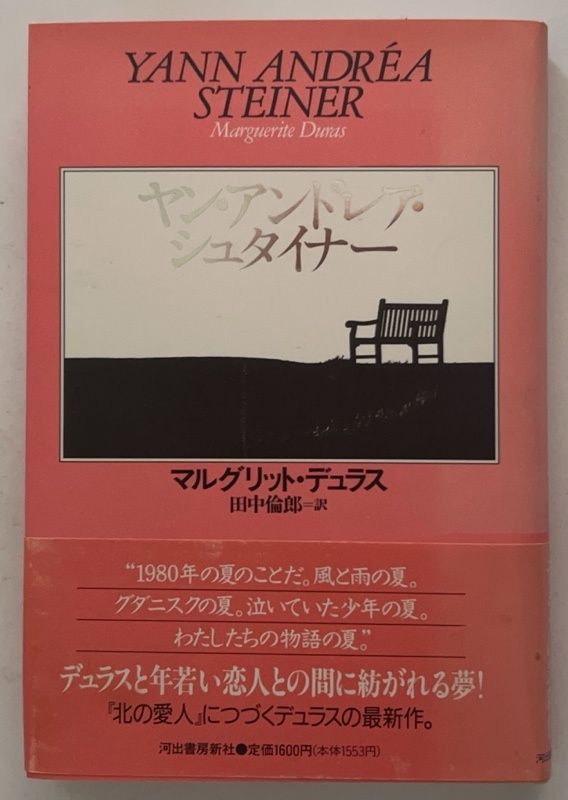 YANN ANDRÉA
STEINER
Marguerite Duras
ヤン・アンドレア・
シュタイナー
マルグリット・デュラス
田中倫郎=訳
“1980年の夏のことだ。風と雨の夏。
グダニスクの夏。泣いていた少年の夏。
わたしたちの物語の夏。”
デュラスと年若い恋人との間に紡がれる夢!
『北の愛人』につづくデュラスの最新作。
河出書房新社●定価1600円(本体1553円)